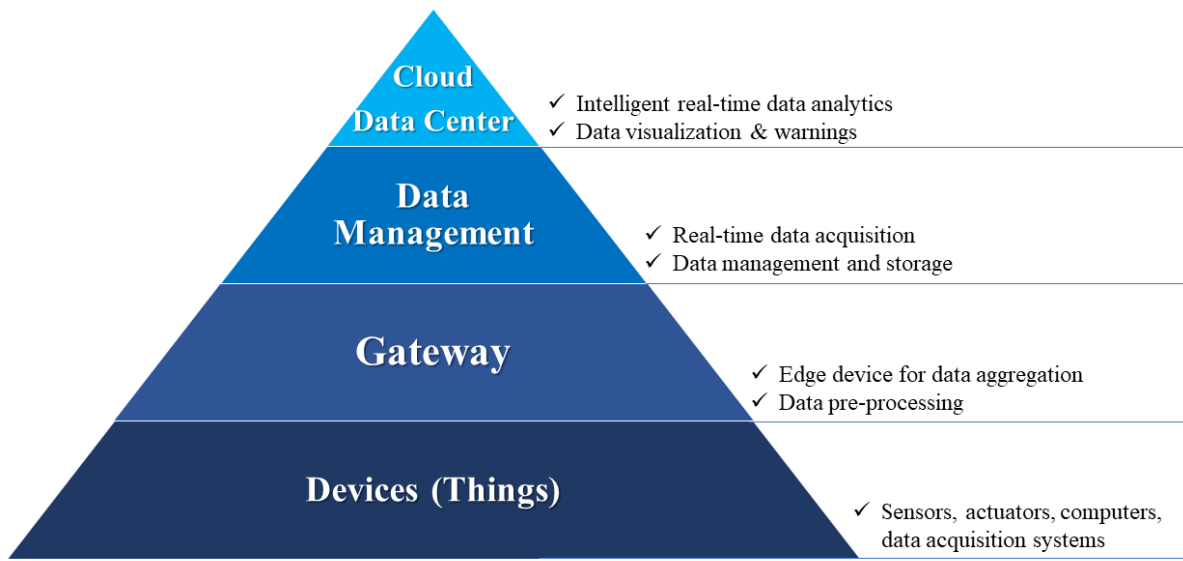 Cloud
Data Center
✓ Intelligent real-time data analytics
✓ Data visualization & warnings
Data
Management
✓ Real-time data acquisition
✓ Data management and storage
Gateway
✓ Edge device for data aggregation
✓ Data pre-processing
Devices (Things)
✓ Sensors, actuators, computers,
data acquisition systems